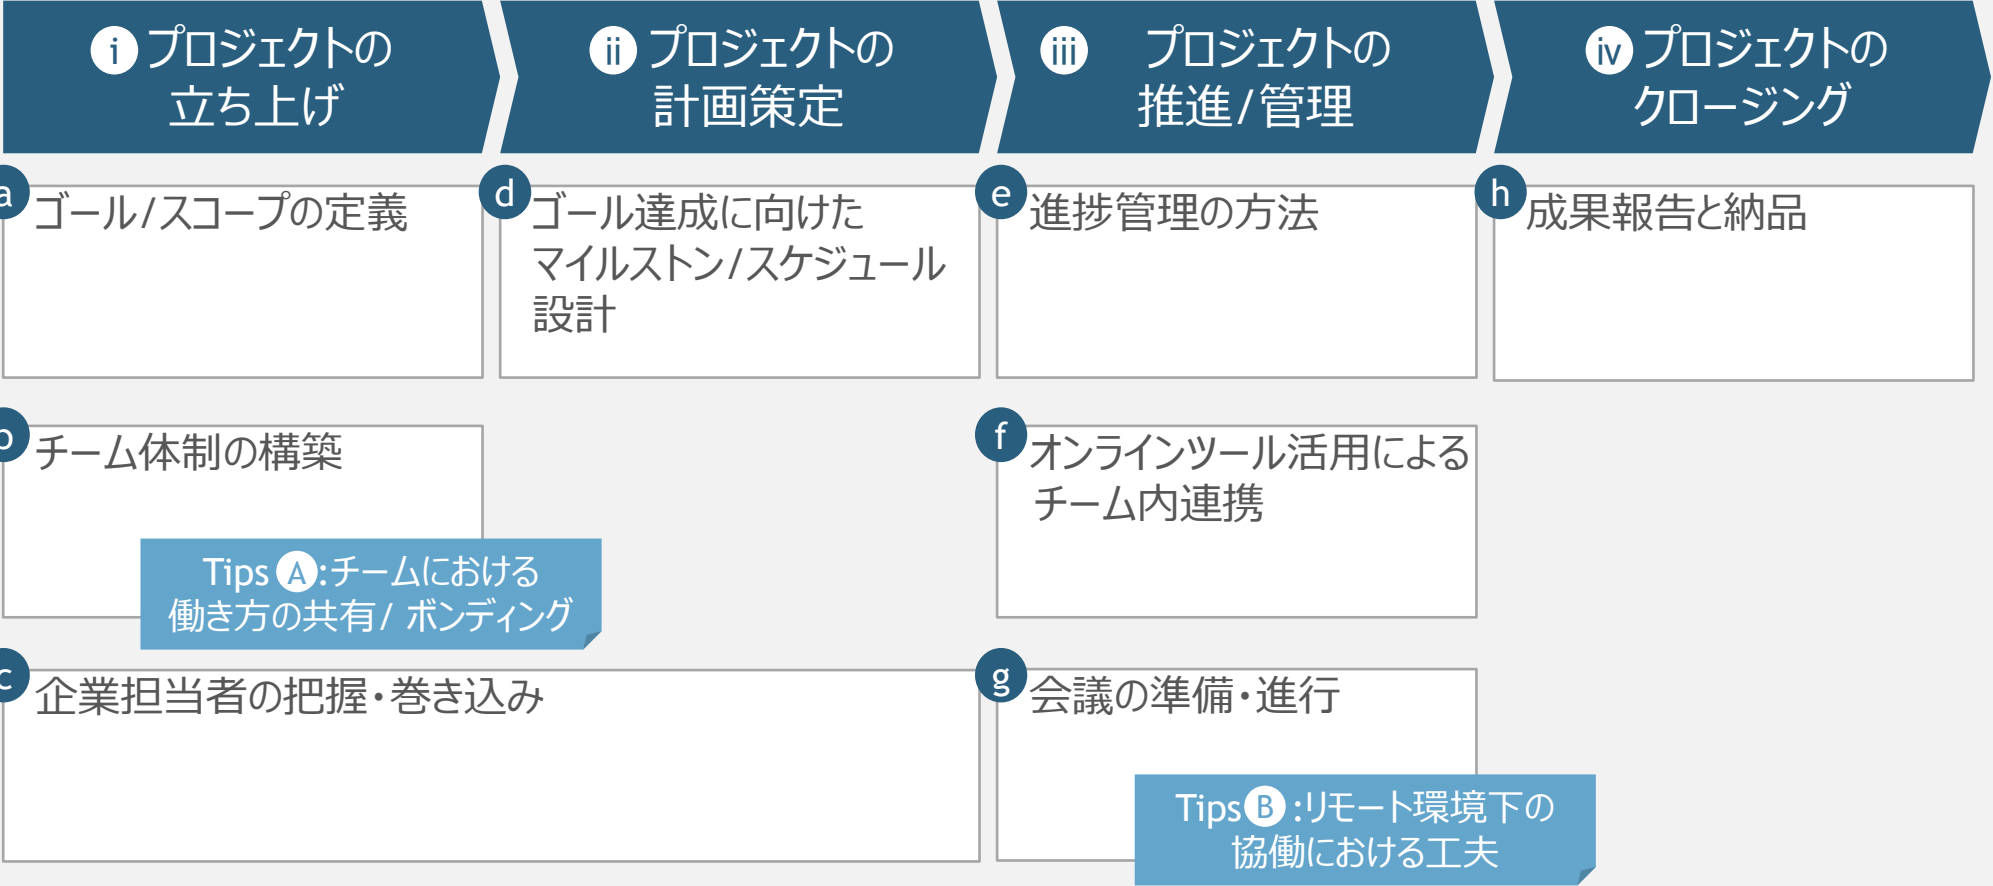 i プロジェクトの
立ち上げ
ii プロジェクトの
計画策定
iii プロジェクトの
推進/管理
iv プロジェクトの
クロージング
a ゴール/スコープの定義
d ゴール達成に向けた
マイルストン/スケジュール
設計
e 進捗管理の方法
h 成果報告と納品
b チーム体制の構築
Tips A:チームにおける
働き方の共有/ ボンディング
f オンラインツール活用による
チーム内連携
c 企業担当者の把握・巻き込み
g 会議の準備・進行
Tips B:リモート環境下の
協働における工夫